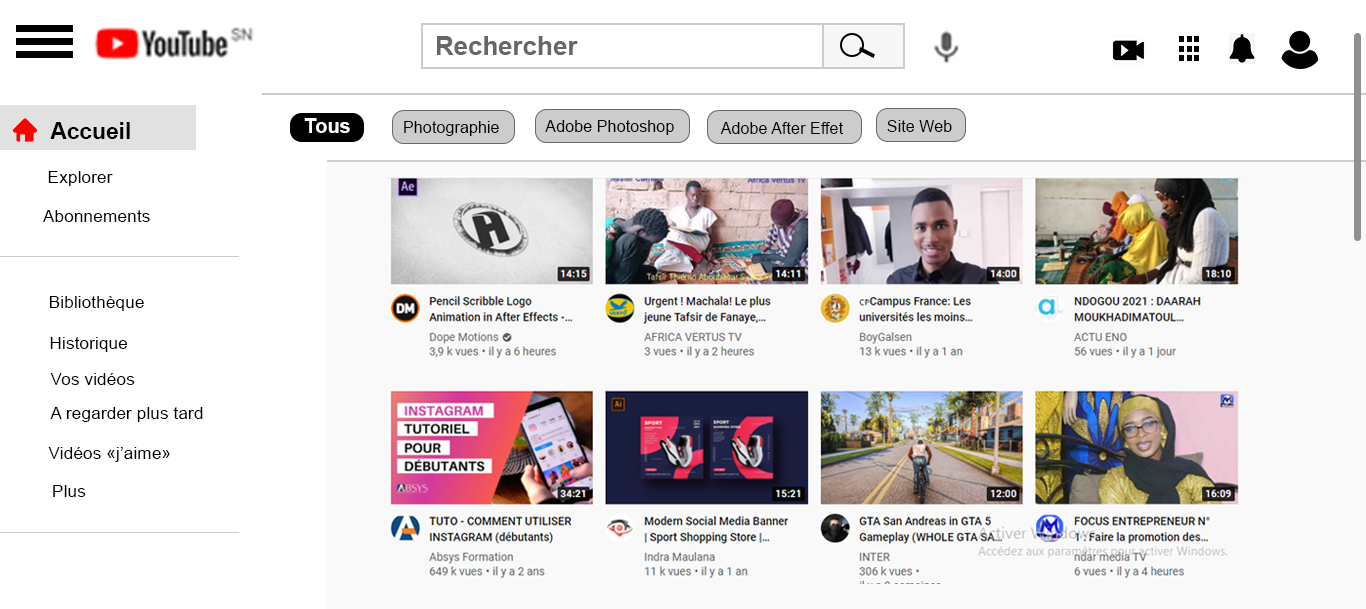 YouTube SN
Rechercher
Accueil
Explorer
Abonnements
Bibliothèque
Historique
Vos vidéos
A regarder plus tard
Vidéos «j’aime»
Plus
Tous
Photographie
Adobe Photoshop
Adobe After Effet
Site Web
Ae
14:15
AFRICA VERTUS TV
Tafsir Thierno Aboubacar Sy
14:11
14:00
18:10
DM
Pencil Scribble Logo
Animation in After Effects -...
Dope Motions
3,9 k vues • il y a 6 heures
Urgent ! Machala! Le plus
jeune Tafsir de Fanaye,...
AFRICA VERTUS TV
3 vues • il y a 2 heures
CPCampus France: Les
universités les moins...
BoyGalsen
13 k vues • il y a 1 an
a
NDOGOU 2021 : DAARAH
MOUKHADIMATOUL...
ACTU ENO
56 vues • il y a 1 jour
INSTAGRAM
TUTORIEL
POUR
DÉBUTANTS
ABSYS
34:21
Ai
SPORT
SPORT
15:21
12:00
16:09
TUTO - COMMENT UTILISER
INSTAGRAM (débutants)
Absys Formation
649 k vues • il y a 2 ans
Modern Social Media Banner
| Sport Shopping Store |...
Indra Maulana
11 k vues • il y a 1 an
GTA San Andreas in GTA 5
Gameplay (WHOLE GTA SA...
INTER
306 k vues •
il y a 2 semaines
FOCUS ENTREPRENEUR N°
1 : Faire la promotion des...
ndar media TV
6 vues • il y a 4 heures
Activer Windows
Accédez aux paramètres pour activer Windows.